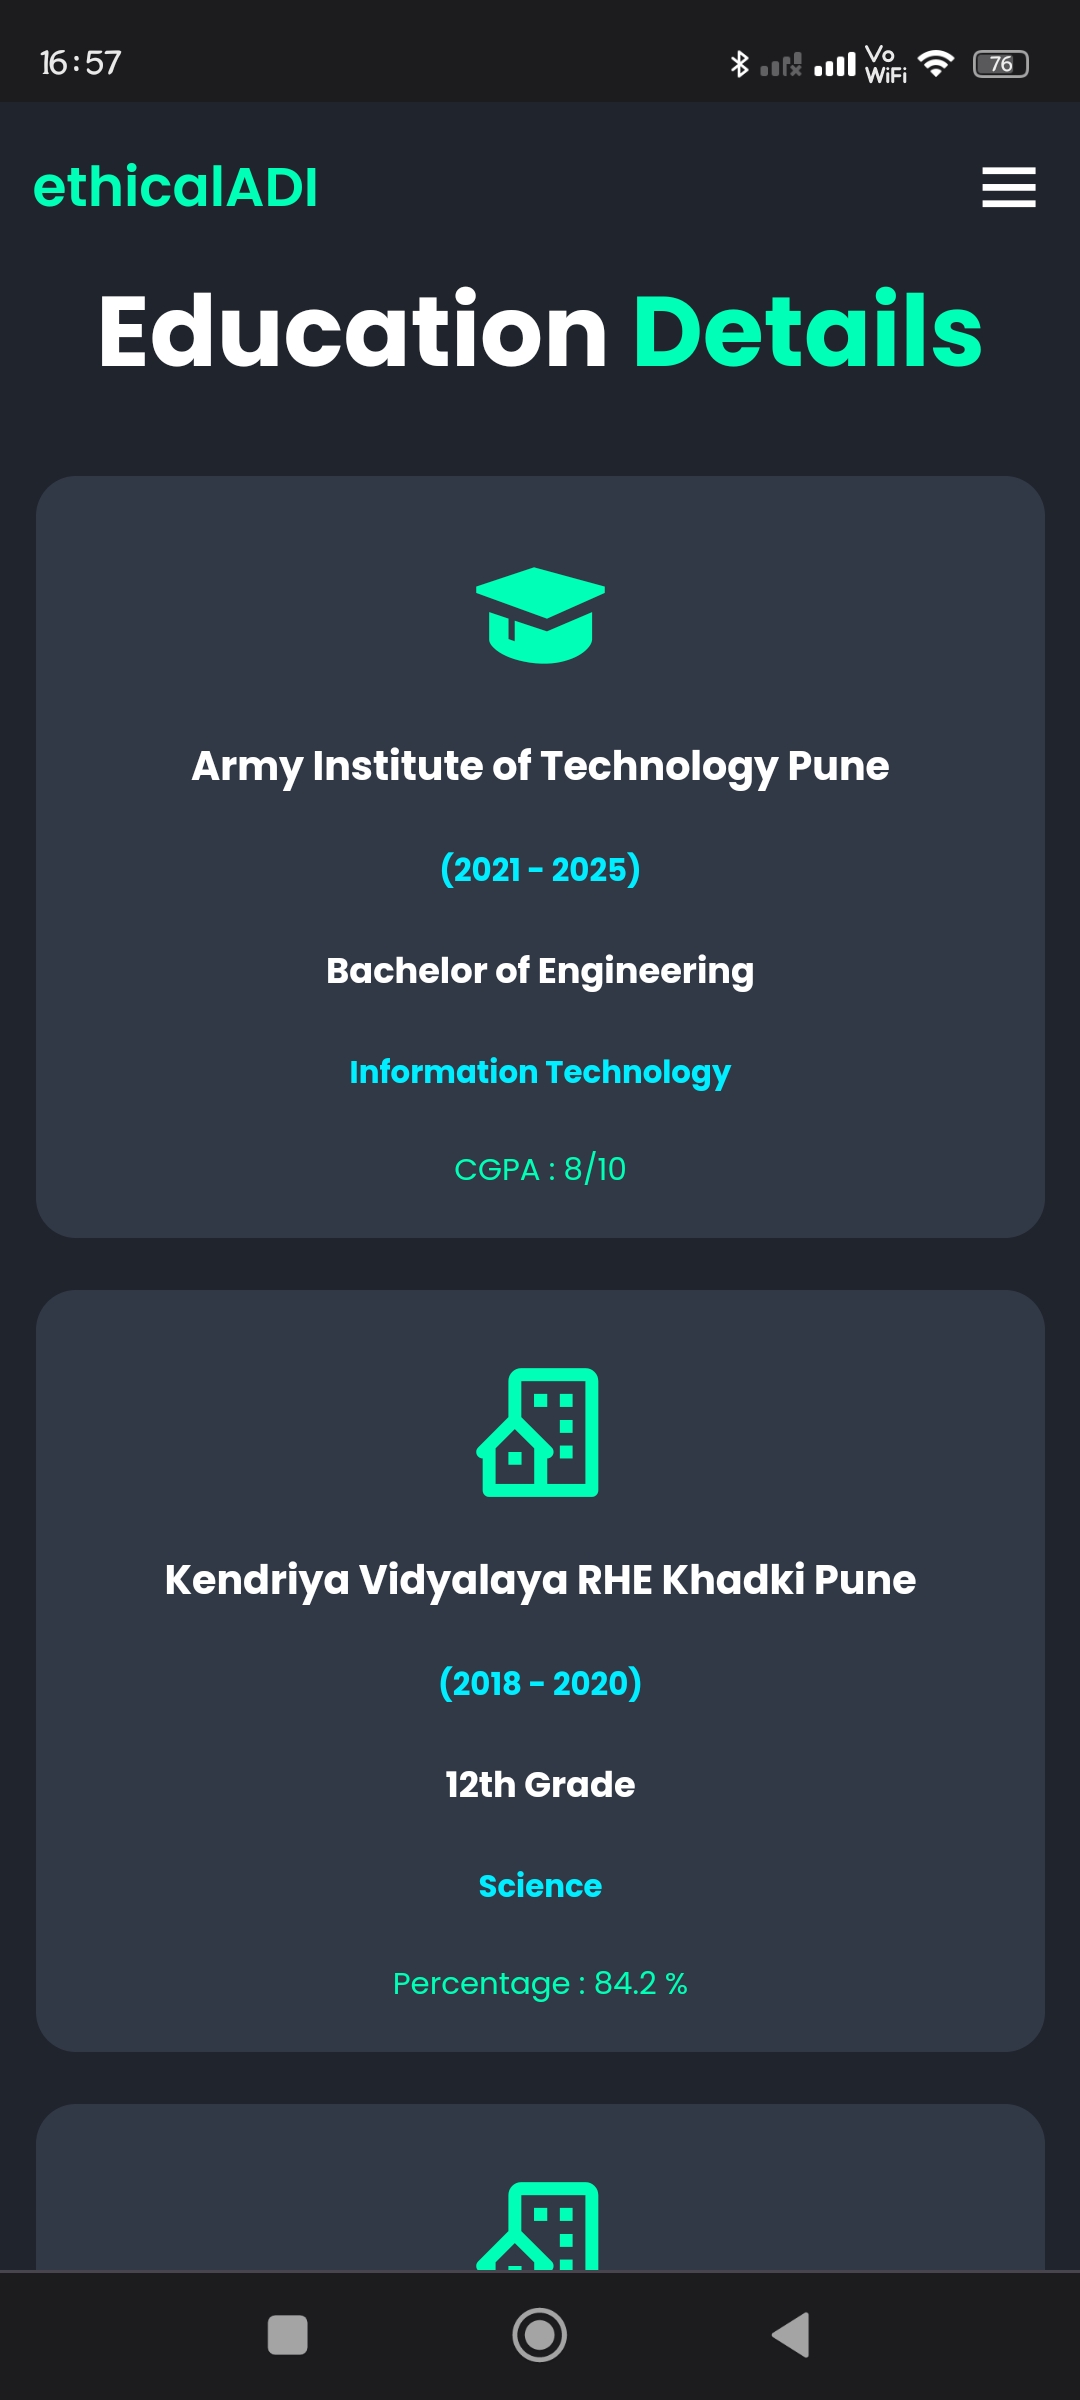 16:57
Vo
WiFi
76
ethicalADI
Education Details
Army Institute of Technology Pune
(2021 - 2025)
Bachelor of Engineering
Information Technology
CGPA : 8/10
Kendriya Vidyalaya RHE Khadki Pune
(2018 - 2020)
12th Grade
Science
Percentage : 84.2 %